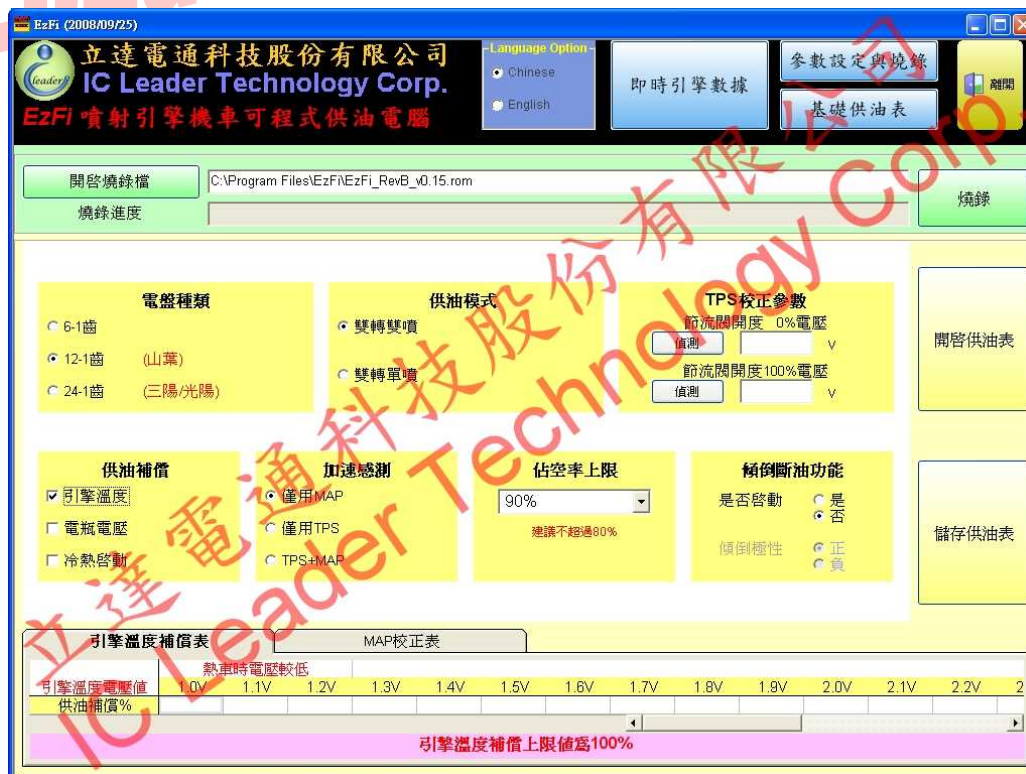 EzFi (2008/09/25)
立達電通科技股份有限公司
IC Leader Technology Corp.
EzFi 噴射引擎機車可程式供油電腦
Leader
Language Option
Chinese
English
即時引擎數據
參數設定與燒錄
基礎供油表
離開
開啓燒錄檔
C:\Program Files\EzFi\EzFi_RevB_v0.15.rom
燒錄進度
燒錄
電盤種類
6-1齒
12-1齒 (山葉)
24-1齒 (三陽/光陽)
供油模式
雙轉雙噴
雙轉單噴
TPS校正參數
節流閥開度 0%電壓
偵測 V
節流閥開度100%電壓
偵測 V
開啓供油表
供油補償
引擎溫度
電瓶電壓
冷熱啓動
加速感測
僅用MAP
僅用TPS
TPS+MAP
佔空率上限
90%
建議不超過80%
傾倒斷油功能
是否啓動 是
否
傾倒極性 正
負
儲存供油表
引擎溫度補償表 MAP校正表
熱車時電壓較低
引擎溫度電壓值 1.0V 1.1V 1.2V 1.3V 1.4V 1.5V 1.6V 1.7V 1.8V 1.9V 2.0V 2.1V 2.2V 2
供油補償%
引擎溫度補償上限値爲100%
立達電通科技股份有限公司
IC Leader Technology Corp.